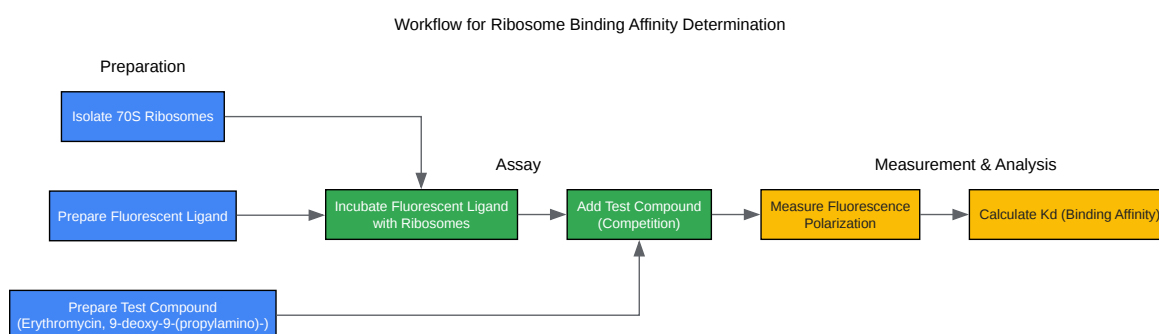 Workflow for Ribosome Binding Affinity Determination
Preparation
Isolate 70S Ribosomes
Assay
Measurement & Analysis
Prepare Fluorescent Ligand
Incubate Fluorescent Ligand
with Ribosomes
Add Test Compound
(Competition)
Measure Fluorescence
Polarization
Calculate Kd (Binding Affinity)
Prepare Test Compound
(Erythromycin, 9-deoxy-9-(propylamino)-)